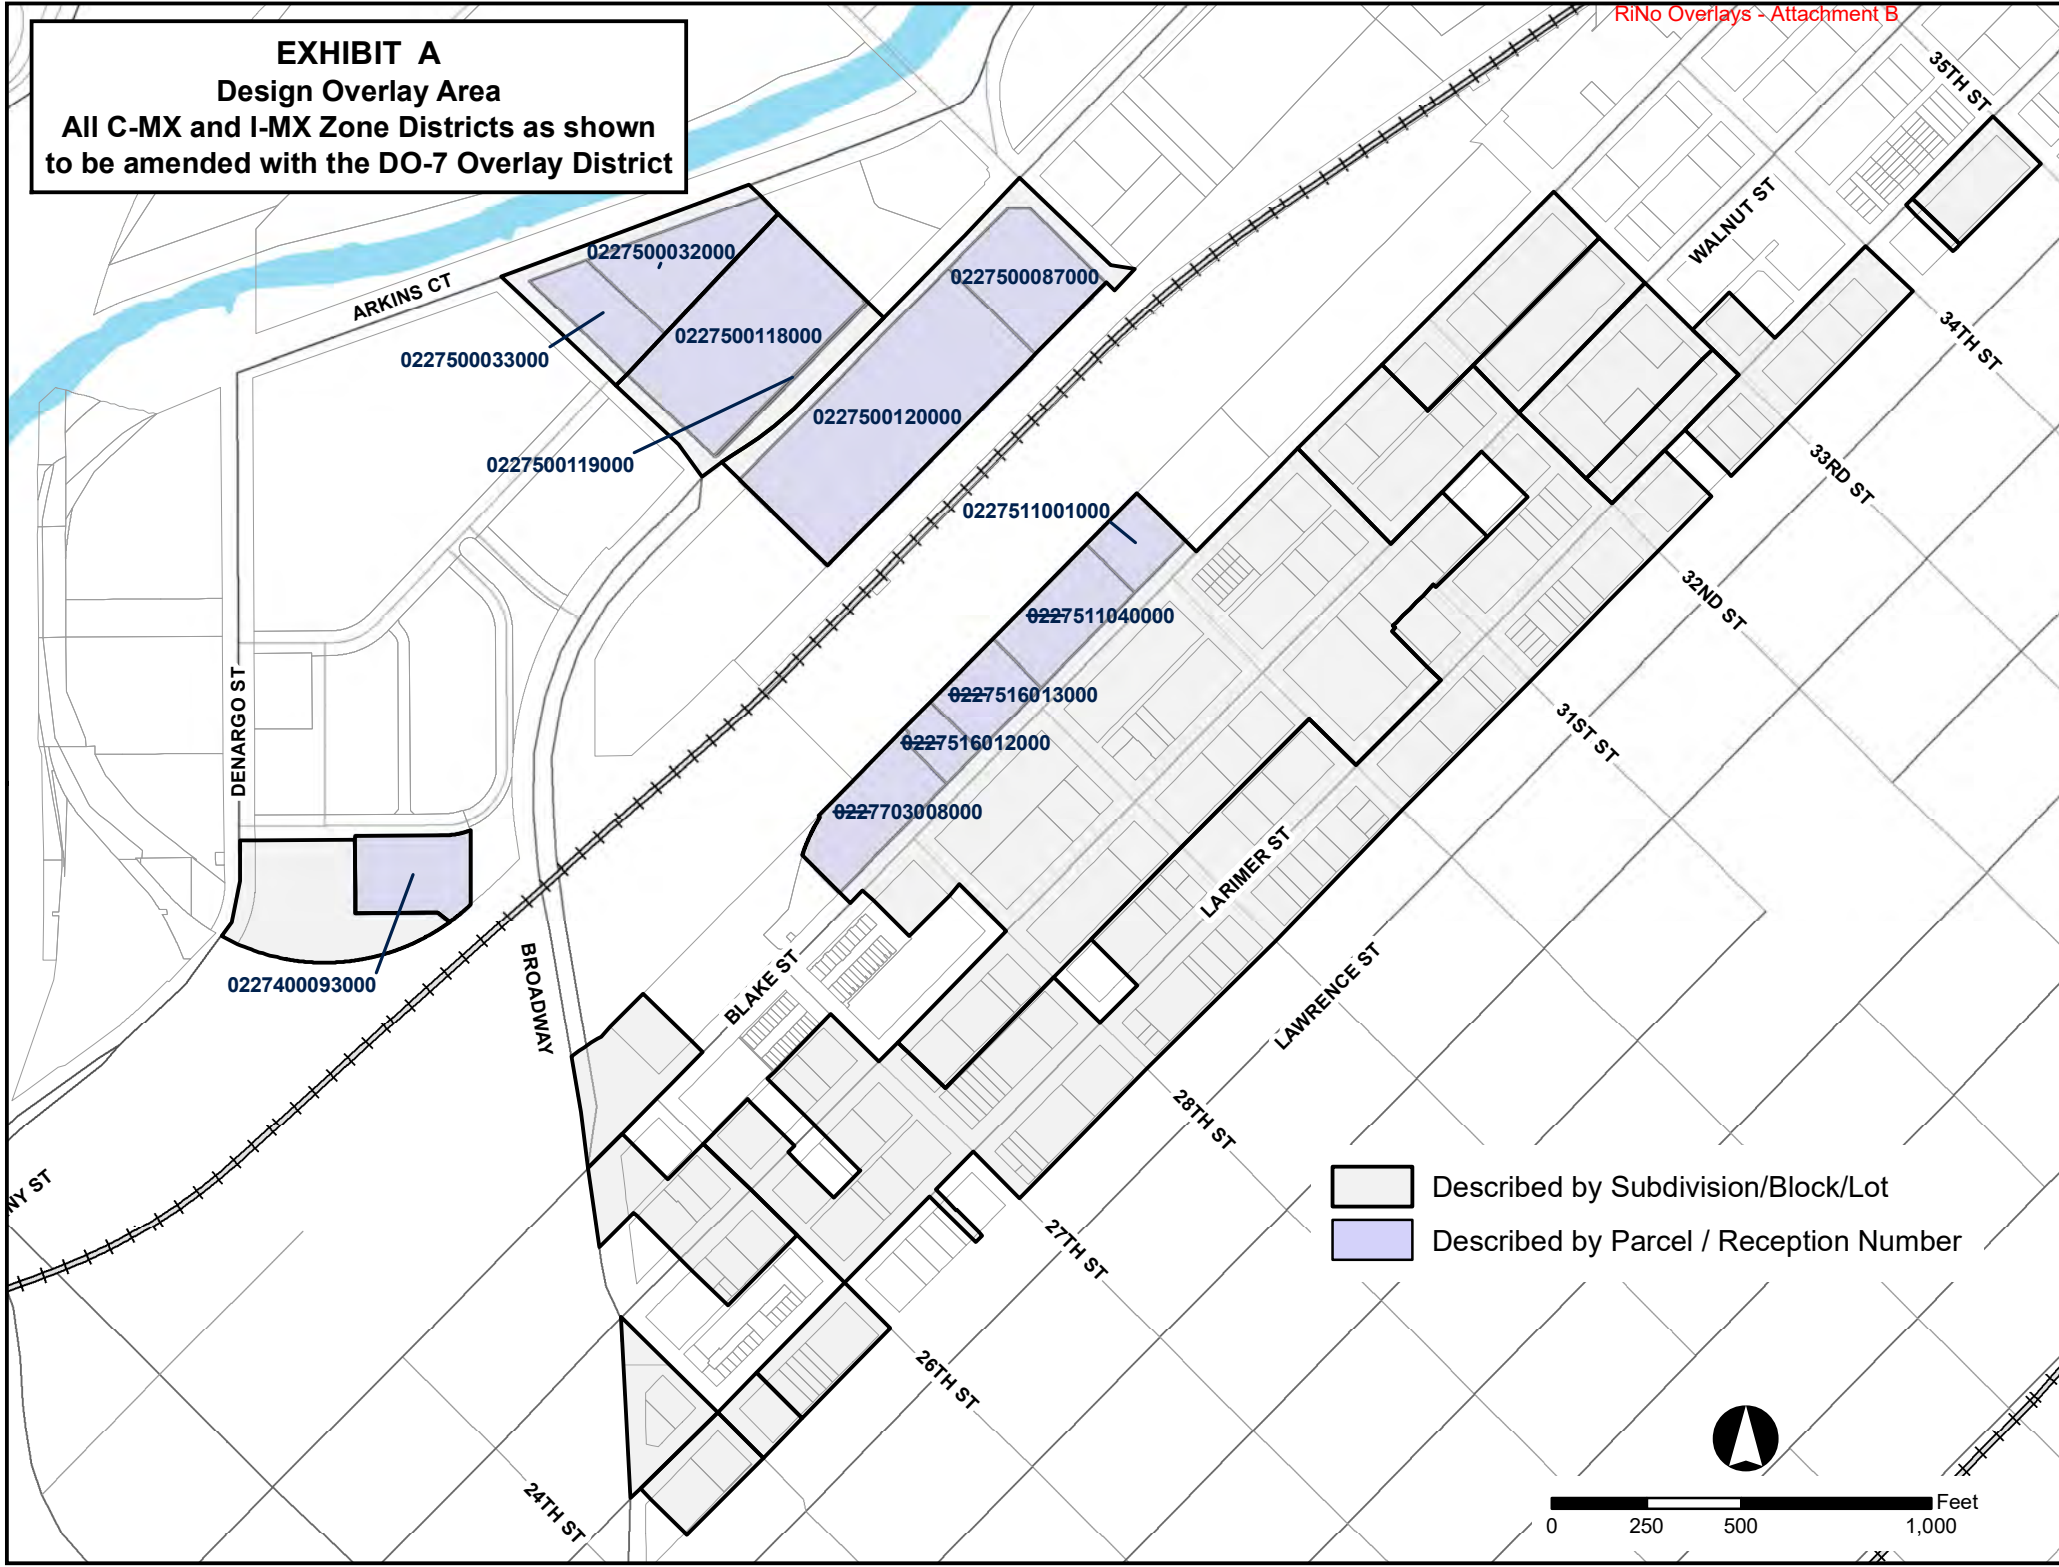 RiNo Overlays - Attachment B
EXHIBIT A
Design Overlay Area
All C-MX and I-MX Zone Districts as shown
to be amended with the DO-7 Overlay District
35TH ST
WALNUT ST
0227500032000
0227500087000
ARKINS CT
0227500118000
0227500033000
34TH ST
0227500120000
0227500119000
33RD ST
0227511001000
0227511040000
32ND ST
0227516013000
31ST ST
0227516012000
DENARGO ST
0227703008000
LARIMER ST
0227400093000
BROADWAY
BLAKE ST
LAWRENCE ST
28TH ST
NY ST
Described by Subdivision/Block/Lot
Described by Parcel / Reception Number
27TH ST
26TH ST
24TH ST
Feet
0 250 500 1,000